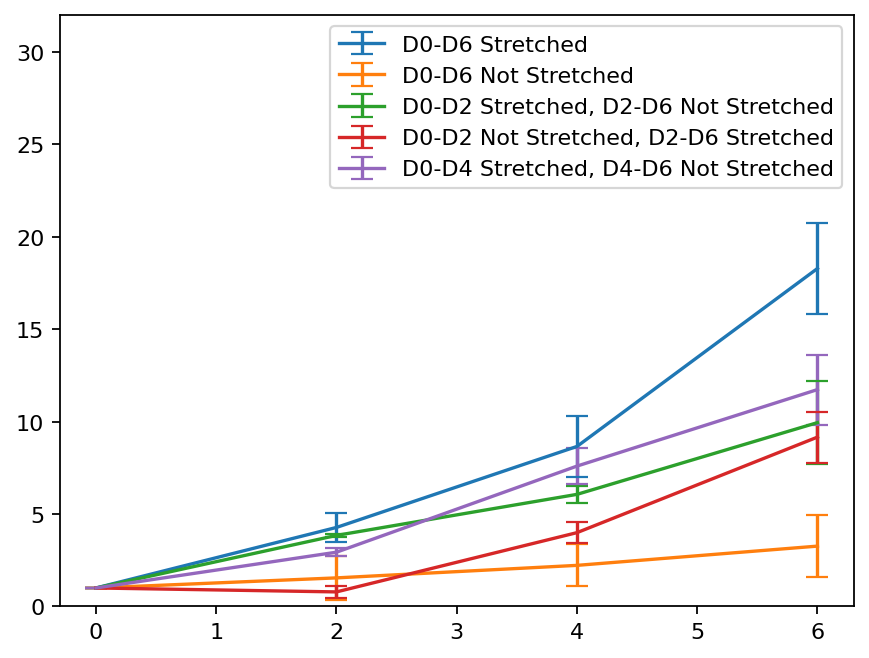 D0-D6 Stretched
D0-D6 Not Stretched
D0-D2 Stretched, D2-D6 Not Stretched
D0-D2 Not Stretched, D2-D6 Stretched
D0-D4 Stretched, D4-D6 Not Stretched
30
25
20
15
10
5
0
0 1 2 3 4 5 6